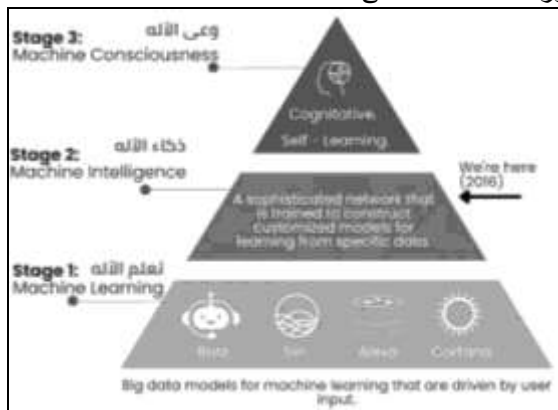 Stage 3: وعى الآله
Machine Consciousness
Cognitative.
Self - Learning.
Stage 2: ذكاء الآله
Machine Intelligence
We're here
(2016)
A sophisticated network that
is trained to construct
customized models for
learning from specific data
Stage 1: تعلم الآله
Machine Learning
Bots Siri Alexa Cortana
Big data models for machine learning that are driven by user
input.